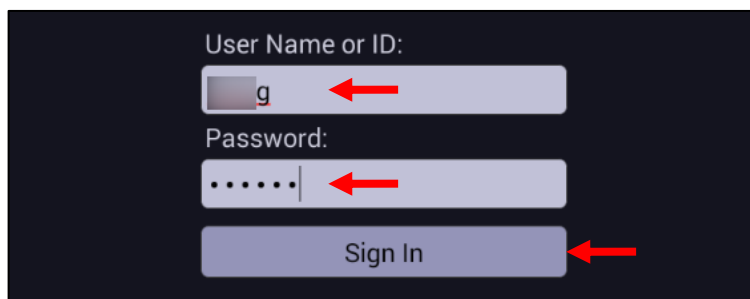 User Name or ID:
g
Password:
••••••
Sign In